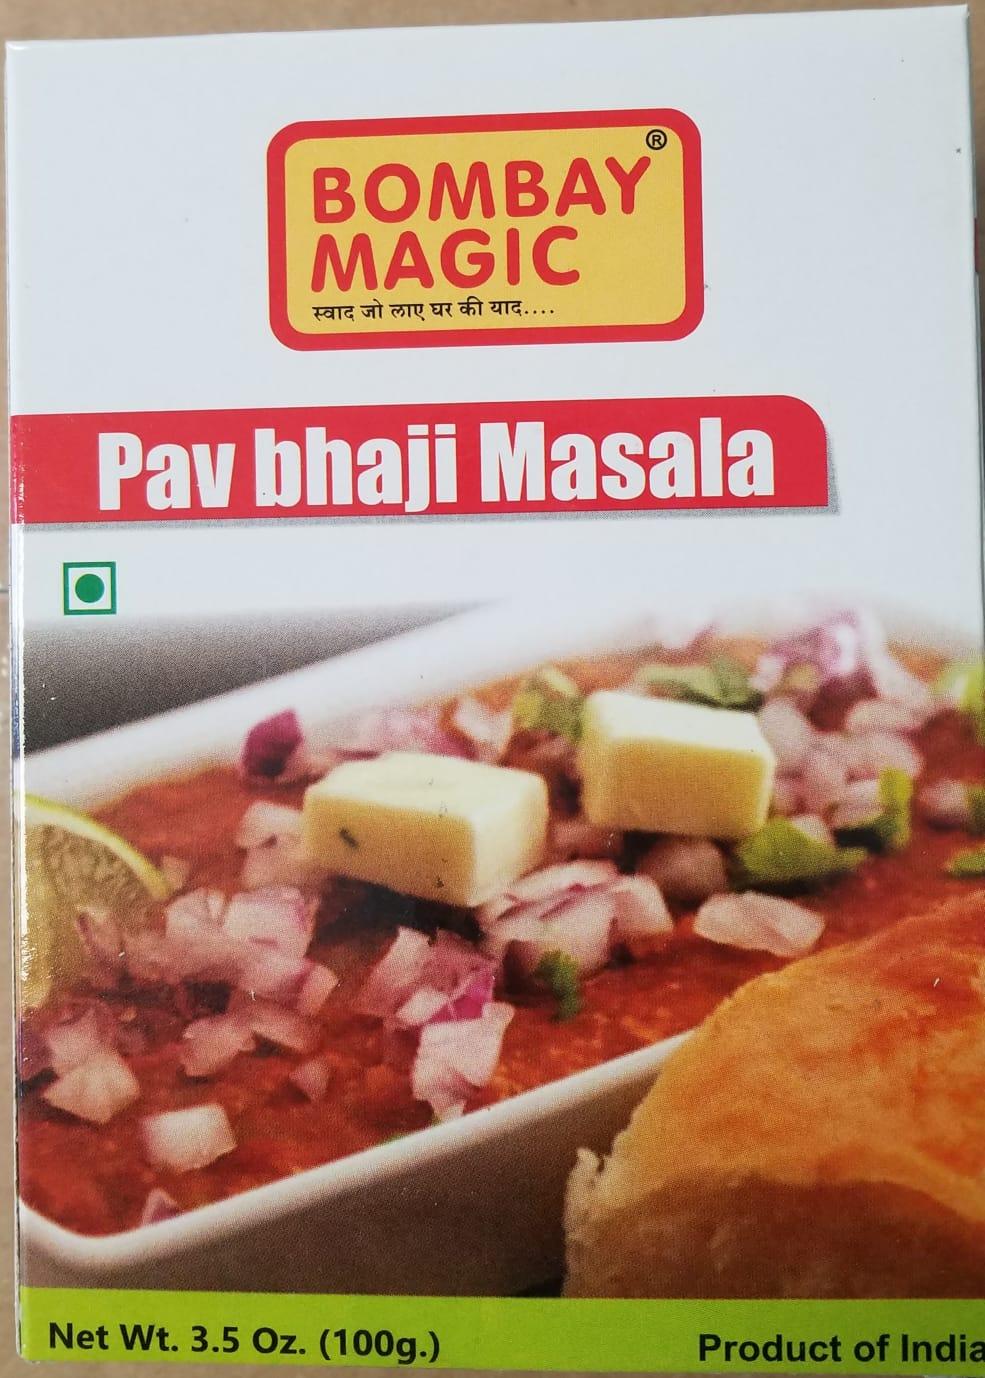 BOMBAY ®
MAGIC
स्वाद जो लाए घर की याद....
Pav bhaji Masala
Net Wt. 3.5 Oz. (100g.)
Product of India